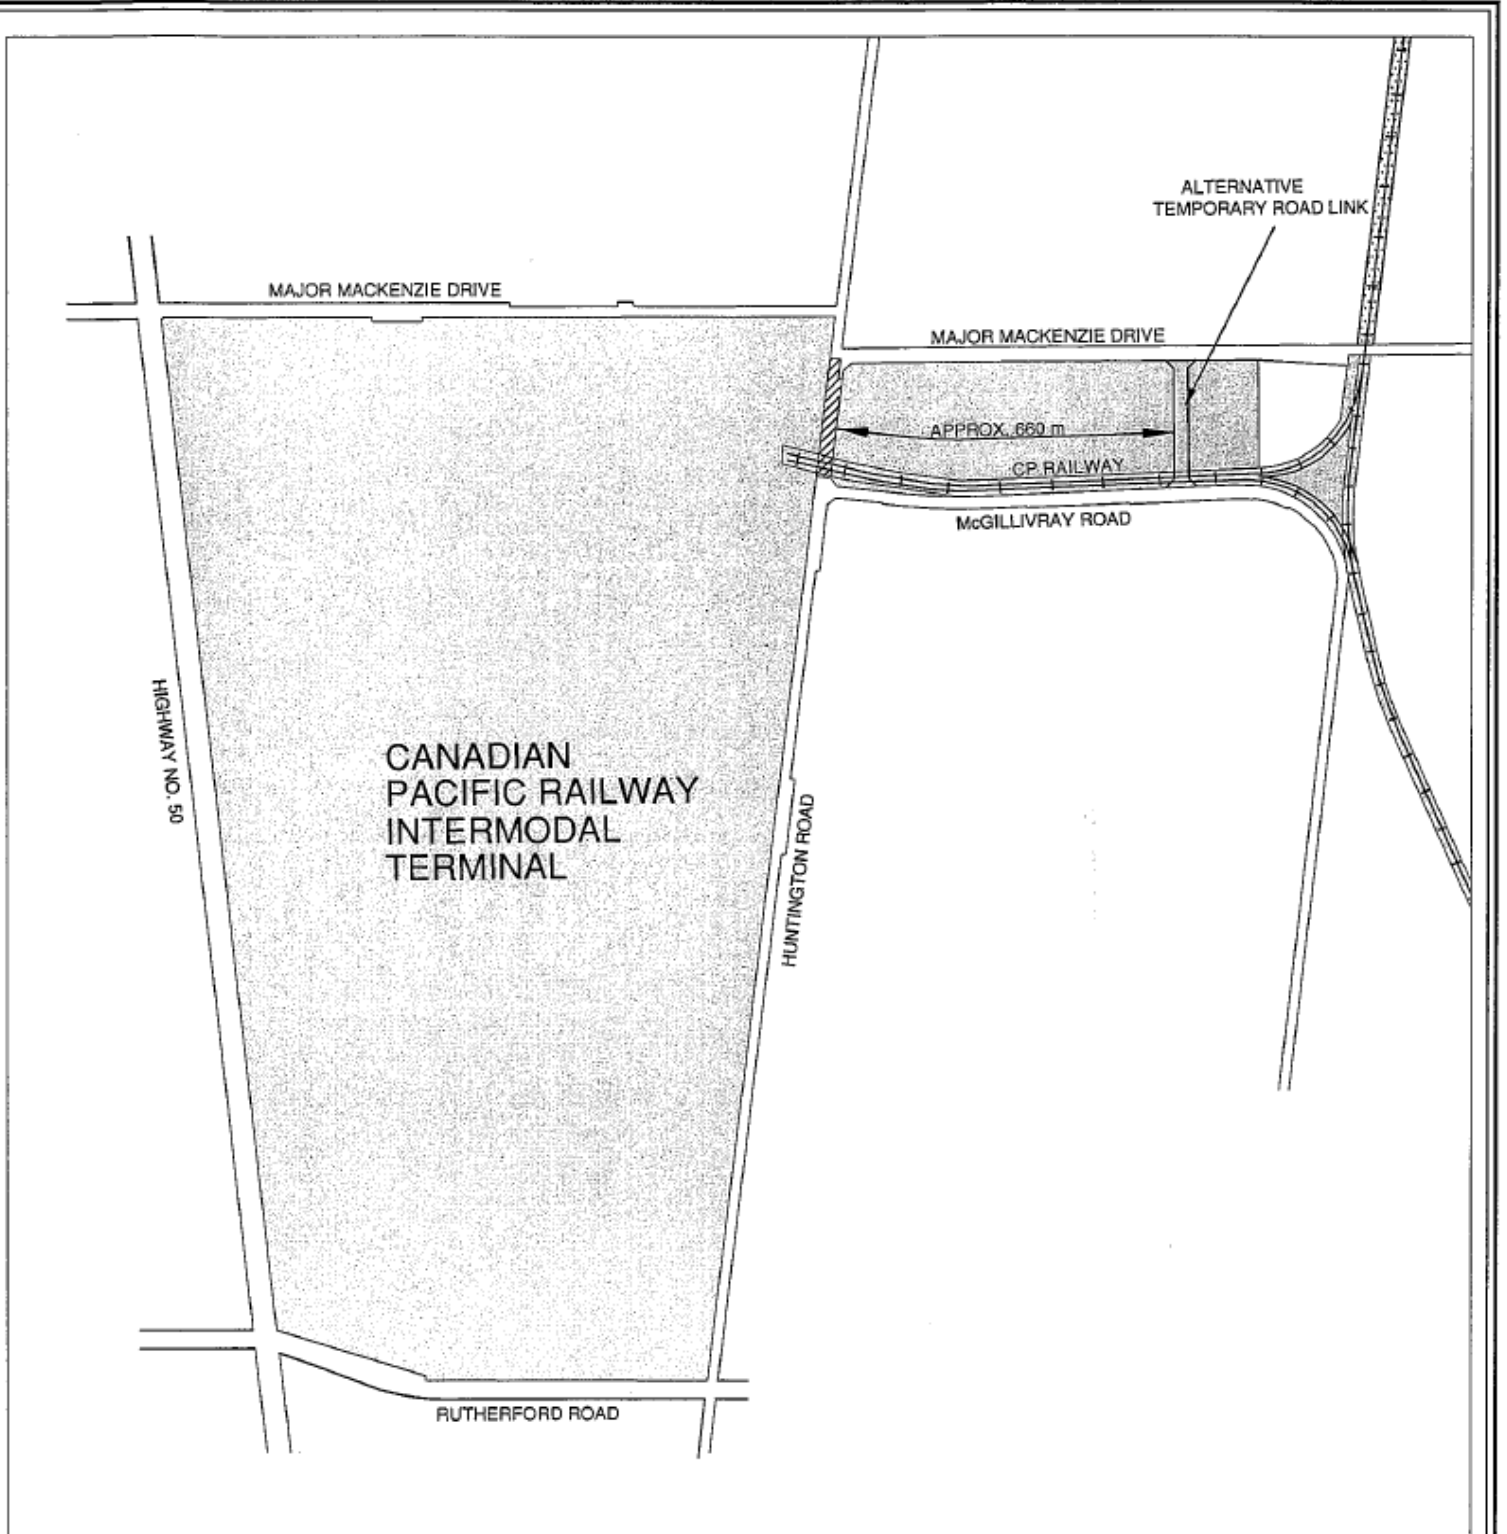 ALTERNATIVE
TEMPORARY ROAD LINK
MAJOR MACKENZIE DRIVE
MAJOR MACKENZIE DRIVE
APPROX. 660 m
CP RAILWAY
McGILLIVRAY ROAD
HIGHWAY NO. 50
CANADIAN
PACIFIC RAILWAY
INTERMODAL
TERMINAL
HUNTINGTON ROAD
RUTHERFORD ROAD